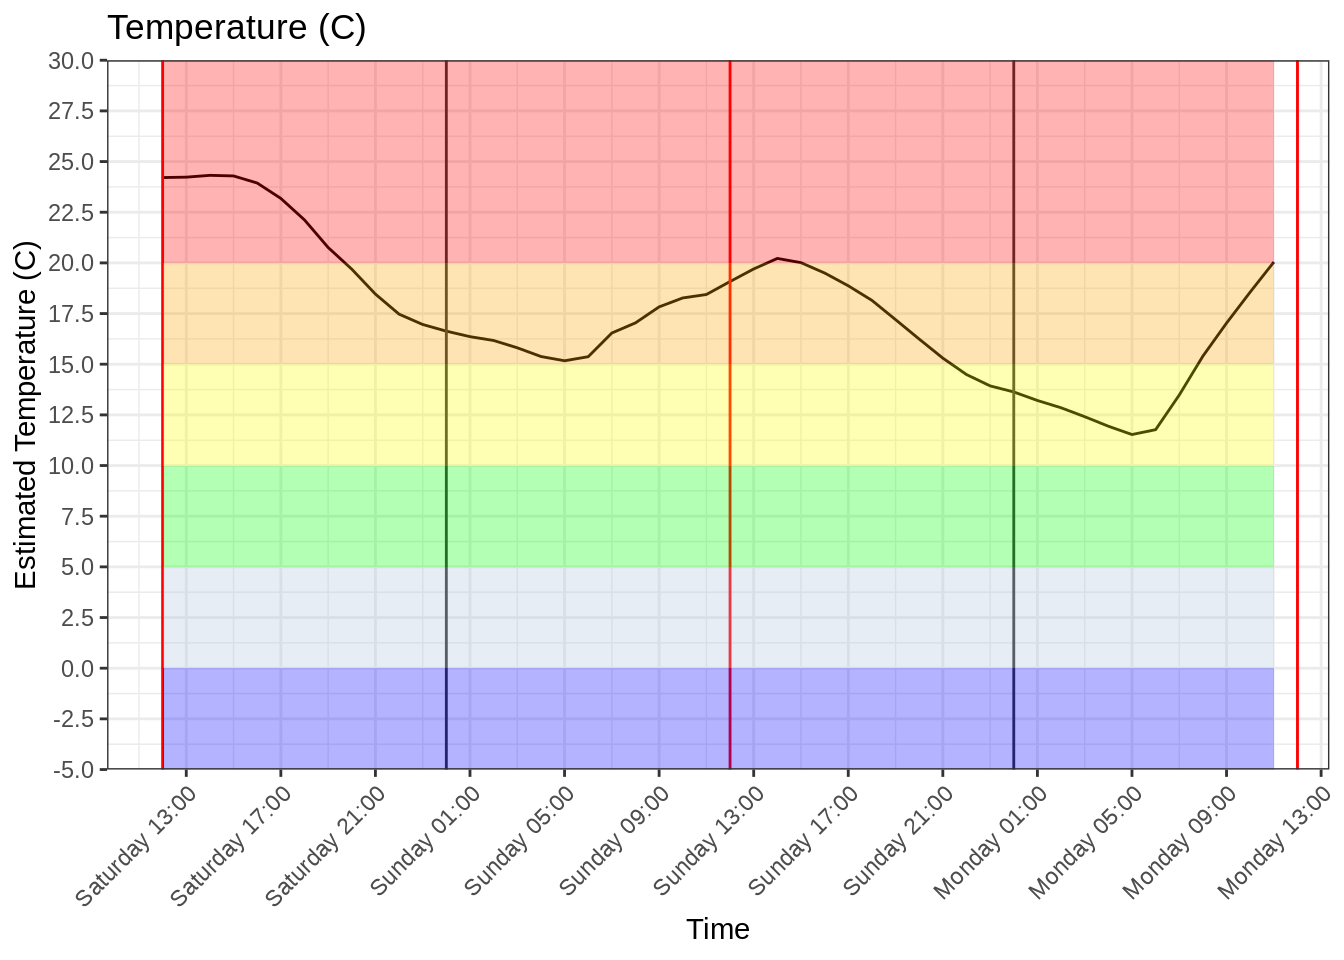 Temperature (C)
Estimated Temperature (C)
30.0
27.5
25.0
22.5
20.0
17.5
15.0
12.5
10.0
7.5
5.0
2.5
0.0
-2.5
-5.0
Saturday 13:00
Saturday 17:00
Saturday 21:00
Sunday 01:00
Sunday 05:00
Sunday 09:00
Sunday 13:00
Sunday 17:00
Sunday 21:00
Monday 01:00
Monday 05:00
Monday 09:00
Monday 13:00
Time